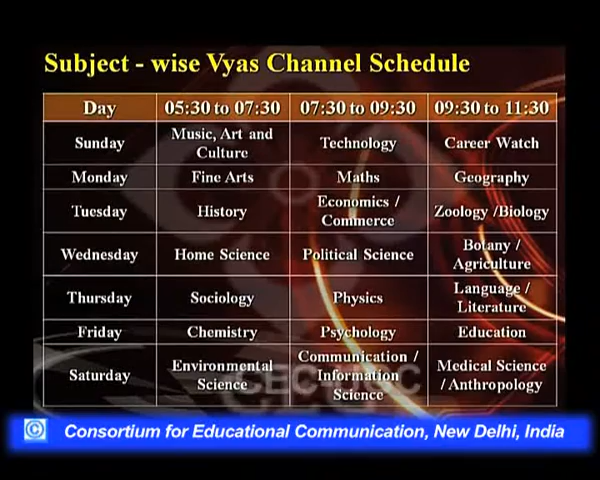 Subject - wise Vyas Channel Schedule
Day 05:30 to 07:30 07:30 to 09:30 09:30 to 11:30
Sunday Music, Art and Culture Technology Career Watch
Monday Fine Arts Maths Geography
Tuesday History Economics / Commerce Zoology /Biology
Wednesday Home Science Political Science Botany / Agriculture
Thursday Sociology Physics Language / Literature
Friday Chemistry Psychology Education
Saturday Environmental Science Communication / Information Science Medical Science / Anthropology
© Consortium for Educational Communication, New Delhi, India